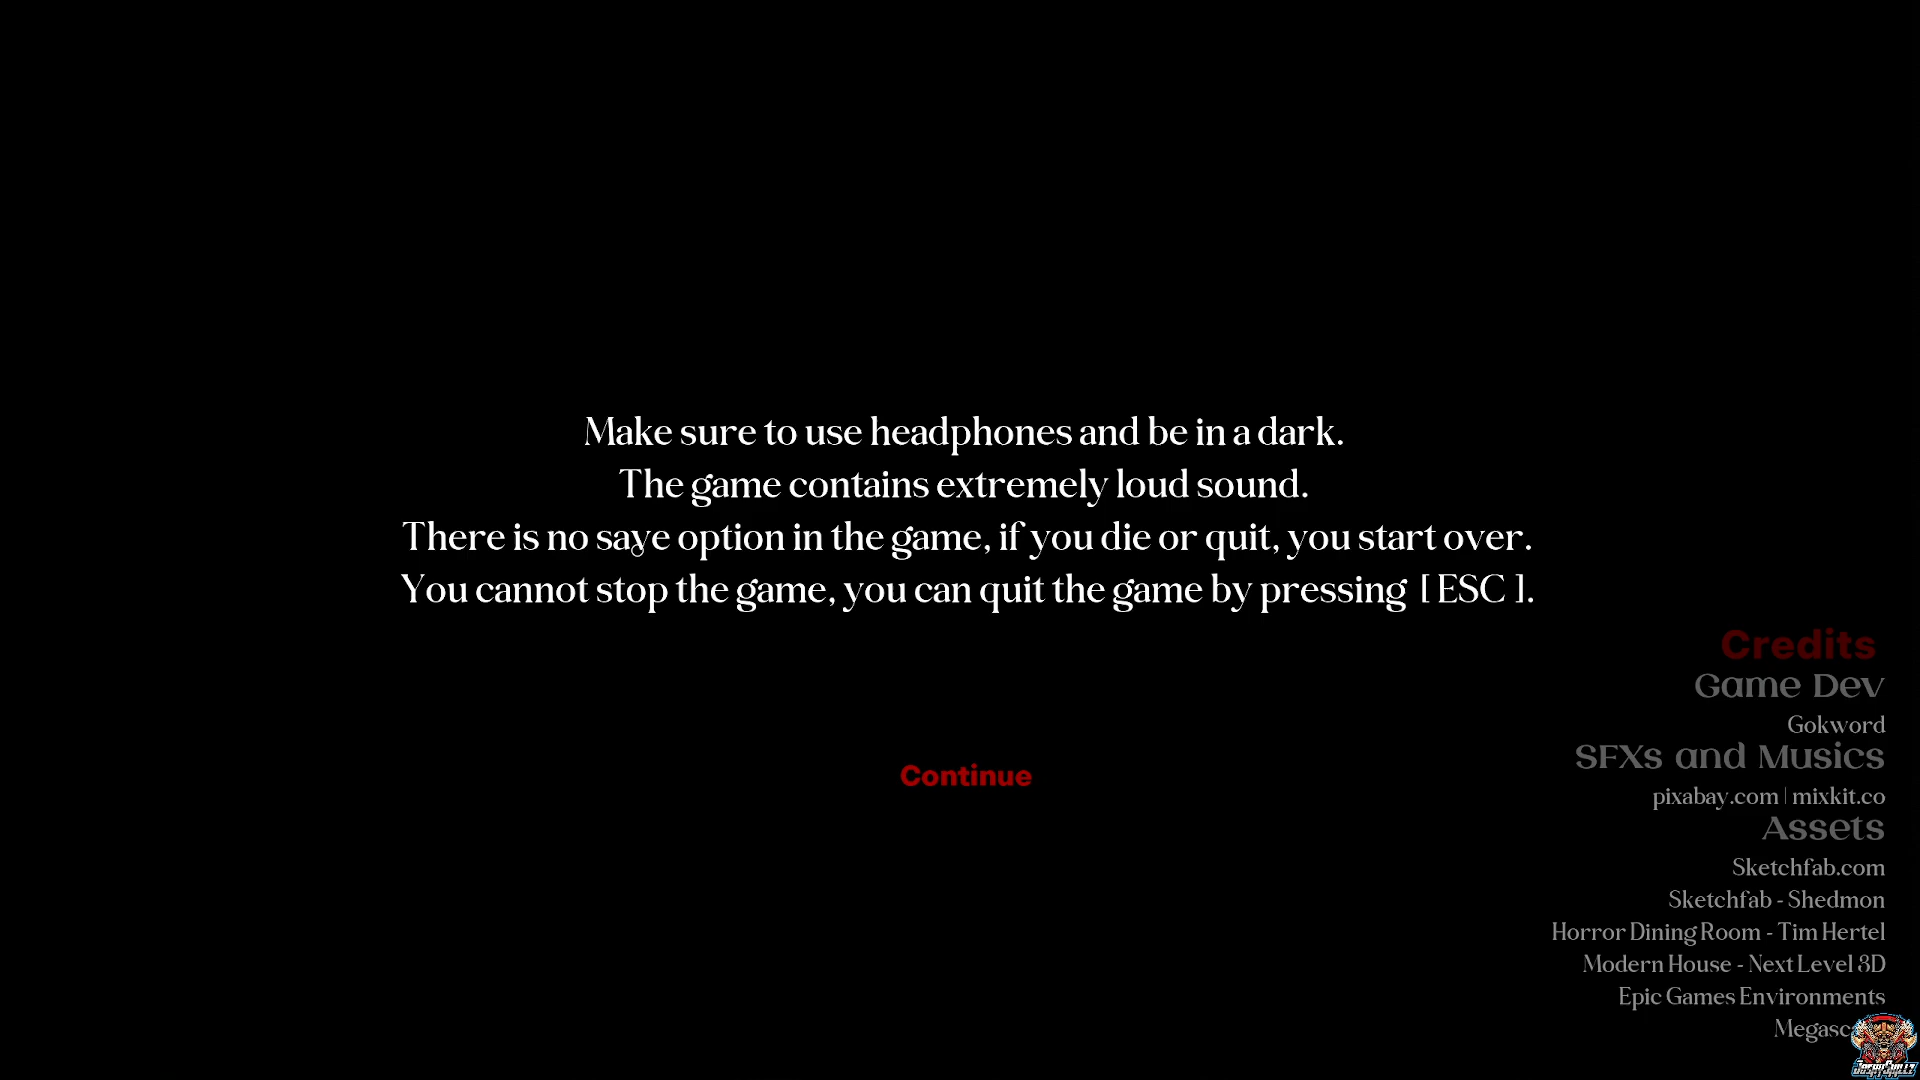 Make sure to use headphones and be in a dark.
The game contains extremely loud sound.
There is no save option in the game, if you die or quit, you start over.
You cannot stop the game, you can quit the game by pressing [ ESC ].
Continue
Credits
Game Dev
Gokword
SFXs and Musics
pixabay.com | mixkit.co
Assets
Sketchfab.com
Sketchfab - Shedmon
Horror Dining Room - Tim Hertel
Modern House - Next Level 3D
Epic Games Environments